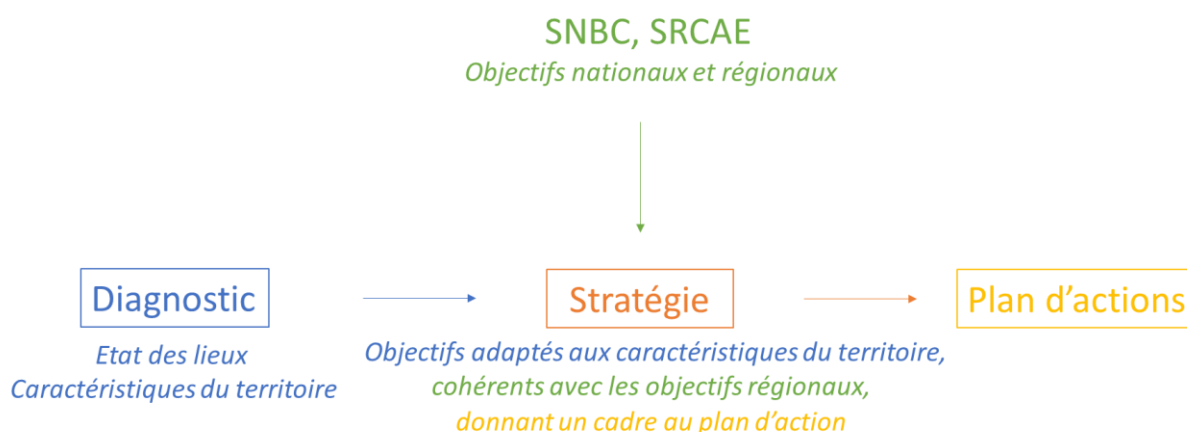 SNBC, SRCAE
Objectifs nationaux et régionaux
Diagnostic
Etat des lieux
Caractéristiques du territoire
Stratégie
Objectifs adaptés aux caractéristiques du territoire,
cohérents avec les objectifs régionaux,
donnant un cadre au plan d’action
Plan d’actions